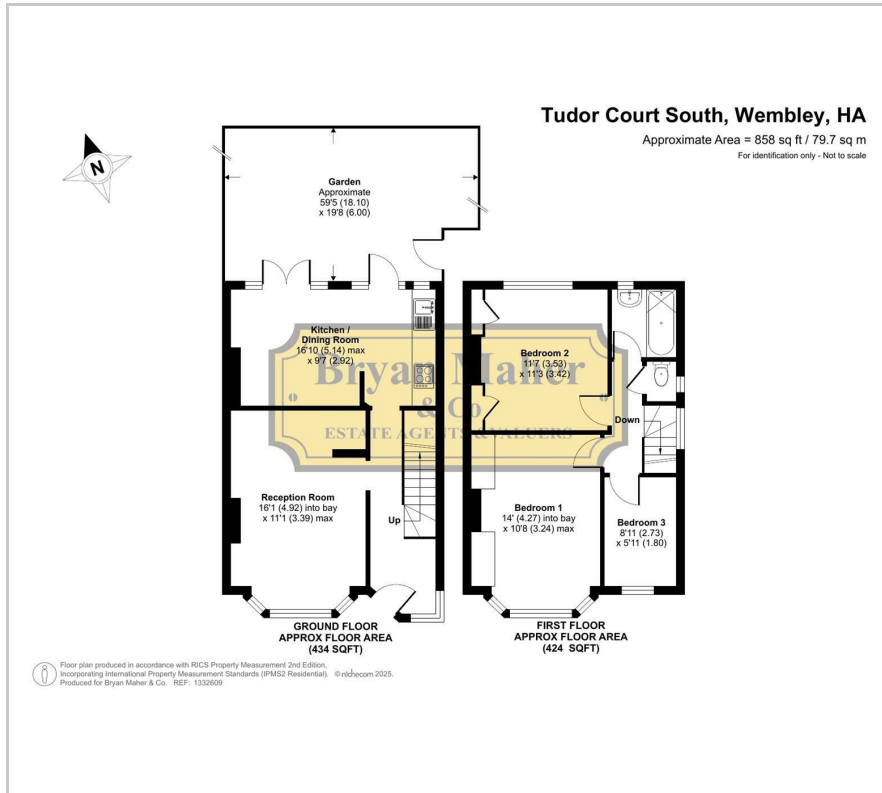 Tudor Court South, Wembley, HA
Approximate Area = 858 sq ft / 79.7 sq m
For identification only - Not to scale
N
Garden
Approximate
59'5 (18.10)
x 19'8 (6.00)
Kitchen /
Dining Room
16'10 (5.14) max
x 9'7 (2.92)
Bedroom 2
11'7 (3.53)
x 11'3 (3.42)
Bryan Maher
& Co
ESTATE AGENTS & VALUERS
Down
Reception Room
16'1 (4.92) into bay
x 11'1 (3.39) max
Up
Bedroom 1
14' (4.27) into bay
x 10'8 (3.24) max
Bedroom 3
8'11 (2.73)
x 5'11 (1.80)
GROUND FLOOR
APPROX FLOOR AREA
(434 SQFT)
FIRST FLOOR
APPROX FLOOR AREA
(424 SQFT)
Floor plan produced in accordance with RICS Property Measurement 2nd Edition,
Incorporating International Property Measurement Standards (IPMS2 Residential). © nichecom 2025.
Produced for Bryan Maher & Co. REF: 1332609